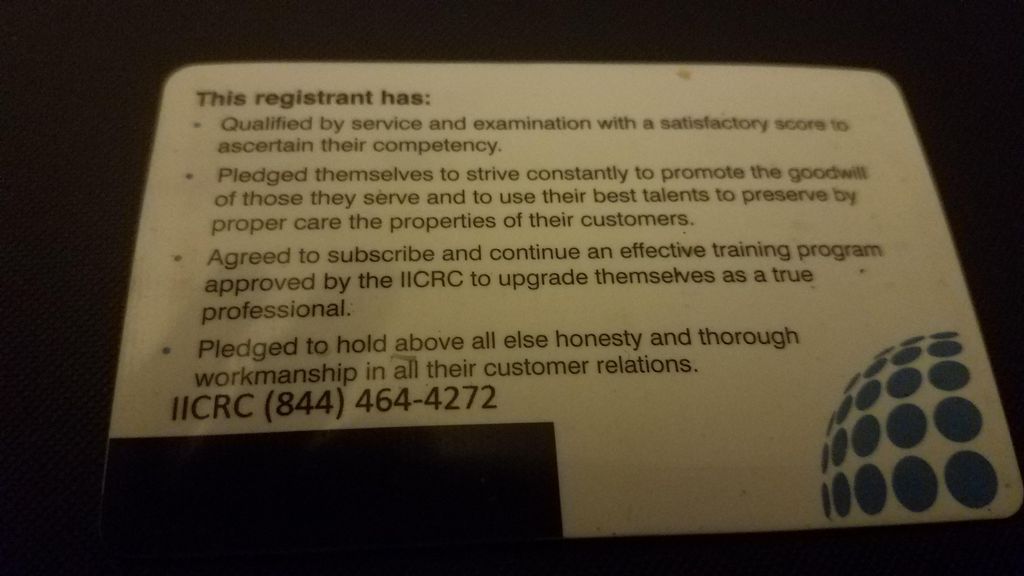 This registrant has:
• Qualified by service and examination with a satisfactory score to
ascertain their competency.
• Pledged themselves to strive constantly to promote the goodwill
of those they serve and to use their best talents to preserve by
proper care the properties of their customers.
• Agreed to subscribe and continue an effective training program
approved by the IICRC to upgrade themselves as a true
professional.
• Pledged to hold above all else honesty and thorough
workmanship in all their customer relations.
IICRC (844) 464-4272